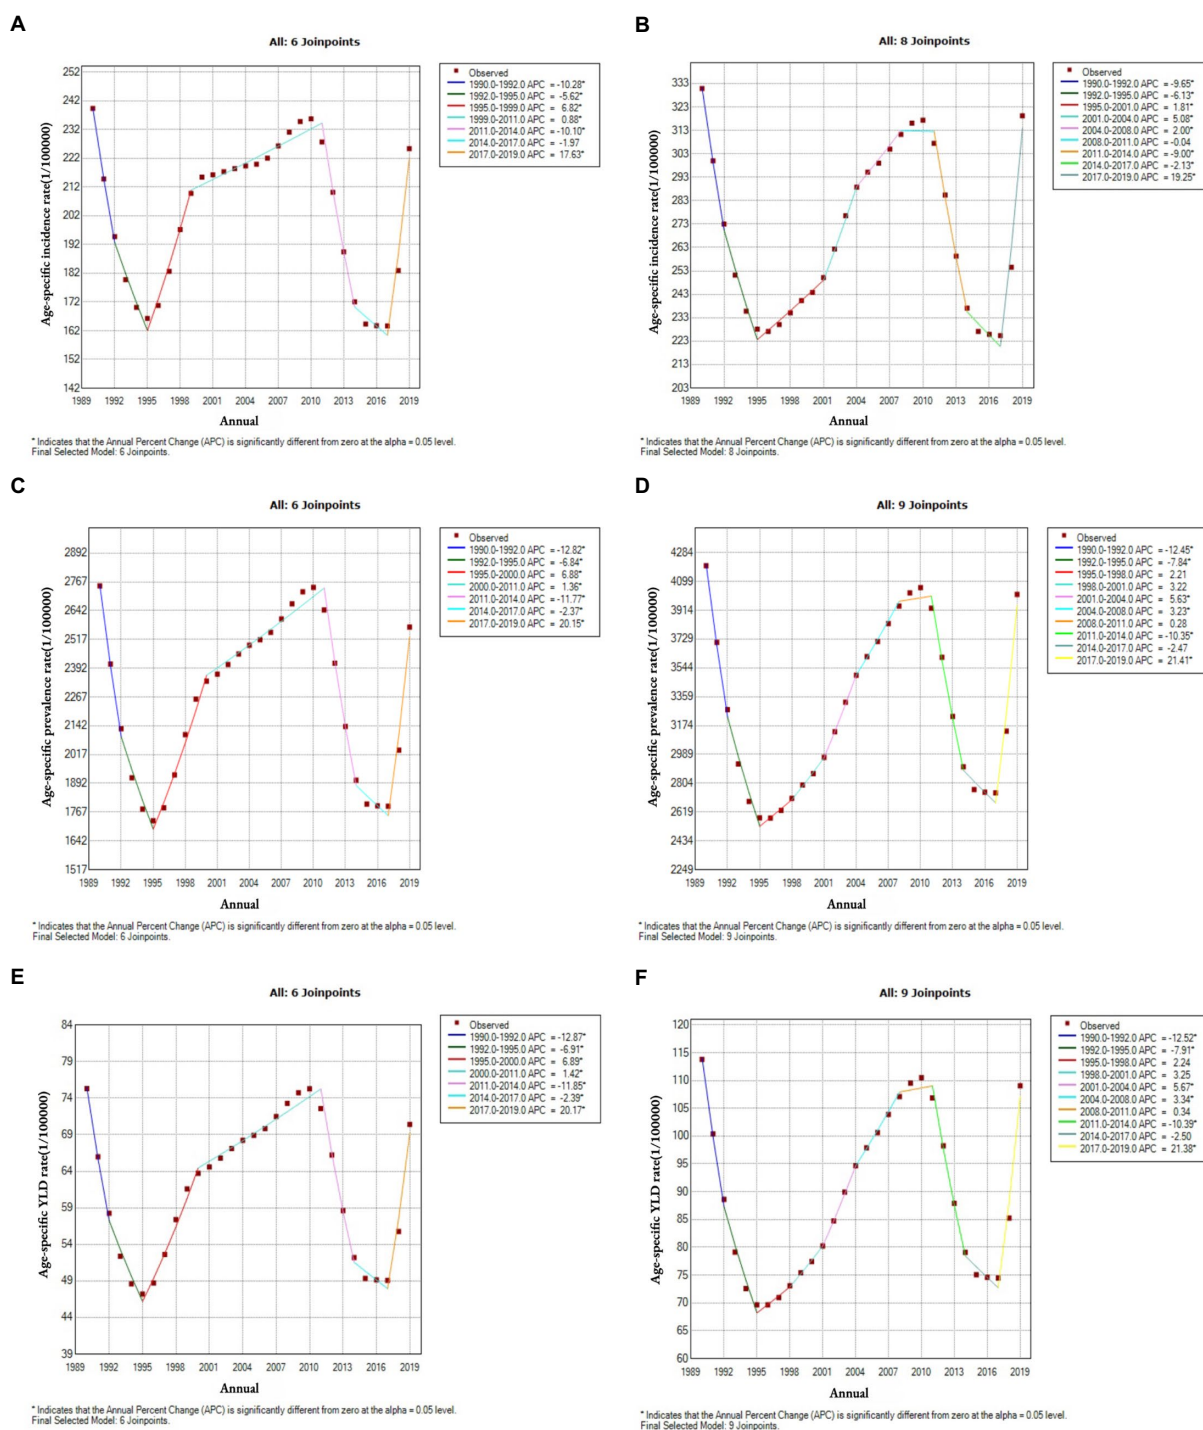 A
All: 6 Joinpoints
Age-specific incidence rate(1/100000)
252
242
232
222
212
202
192
182
172
162
152
142
1989 1992 1995 1998 2001 2004 2007 2010 2013 2016 2019
Annual
Observed
1990.0-1992.0 APC = -10.28*
1992.0-1995.0 APC = -5.62*
1995.0-1999.0 APC = 6.82*
1999.0-2011.0 APC = 0.88*
2011.0-2014.0 APC = -10.10*
2014.0-2017.0 APC = -1.97
2017.0-2019.0 APC = 17.63*
* Indicates that the Annual Percent Change (APC) is significantly different from zero at the alpha = 0.05 level.
Final Selected Model: 6 Joinpoints.
B
All: 8 Joinpoints
Age-specific incidence rate(1/100000)
333
323
313
303
293
283
273
263
253
243
233
223
213
203
1989 1992 1995 1998 2001 2004 2007 2010 2013 2016 2019
Annual
Observed
1990.0-1992.0 APC = -9.65*
1992.0-1995.0 APC = -6.13*
1995.0-2001.0 APC = 1.81*
2001.0-2004.0 APC = 5.08*
2004.0-2008.0 APC = 2.00*
2008.0-2011.0 APC = -0.04
2011.0-2014.0 APC = -9.00*
2014.0-2017.0 APC = -2.13*
2017.0-2019.0 APC = 19.25*
* Indicates that the Annual Percent Change (APC) is significantly different from zero at the alpha = 0.05 level.
Final Selected Model: 8 Joinpoints.
C
All: 6 Joinpoints
Age-specific prevalence rate(1/100000)
2892
2767
2642
2517
2392
2267
2142
2017
1892
1767
1642
1517
1989 1992 1995 1998 2001 2004 2007 2010 2013 2016 2019
Annual
Observed
1990.0-1992.0 APC = -12.82*
1992.0-1995.0 APC = -6.84*
1995.0-2000.0 APC = 6.88*
2000.0-2011.0 APC = 1.36*
2011.0-2014.0 APC = -11.77*
2014.0-2017.0 APC = -2.37*
2017.0-2019.0 APC = 20.15*
* Indicates that the Annual Percent Change (APC) is significantly different from zero at the alpha = 0.05 level.
Final Selected Model: 6 Joinpoints.
D
All: 9 Joinpoints
Age-specific prevalence rate(1/100000)
4284
4099
3914
3729
3544
3359
3174
2989
2804
2619
2434
2249
1989 1992 1995 1998 2001 2004 2007 2010 2013 2016 2019
Annual
Observed
1990.0-1992.0 APC = -12.45*
1992.0-1995.0 APC = -7.84*
1995.0-1998.0 APC = 2.21
1998.0-2001.0 APC = 3.22
2001.0-2004.0 APC = 5.63*
2004.0-2008.0 APC = 3.23*
2008.0-2011.0 APC = 0.28
2011.0-2014.0 APC = -10.35*
2014.0-2017.0 APC = -2.47
2017.0-2019.0 APC = 21.41*
* Indicates that the Annual Percent Change (APC) is significantly different from zero at the alpha = 0.05 level.
Final Selected Model: 9 Joinpoints.
E
All: 6 Joinpoints
Age-specific YLD rate(1/100000)
84
79
74
69
64
59
54
49
44
39
1989 1992 1995 1998 2001 2004 2007 2010 2013 2016 2019
Annual
Observed
1990.0-1992.0 APC = -12.87*
1992.0-1995.0 APC = -6.91*
1995.0-2000.0 APC = 6.89*
2000.0-2011.0 APC = 1.42*
2011.0-2014.0 APC = -11.85*
2014.0-2017.0 APC = -2.39*
2017.0-2019.0 APC = 20.17*
* Indicates that the Annual Percent Change (APC) is significantly different from zero at the alpha = 0.05 level.
Final Selected Model: 6 Joinpoints.
F
All: 9 Joinpoints
Age-specific YLD rate(1/100000)
120
115
110
105
100
95
90
85
80
75
70
65
60
1989 1992 1995 1998 2001 2004 2007 2010 2013 2016 2019
Annual
Observed
1990.0-1992.0 APC = -12.52*
1992.0-1995.0 APC = -7.91*
1995.0-1998.0 APC = 2.24
1998.0-2001.0 APC = 3.25
2001.0-2004.0 APC = 5.67*
2004.0-2008.0 APC = 3.34*
2008.0-2011.0 APC = 0.34
2011.0-2014.0 APC = -10.39*
2014.0-2017.0 APC = -2.50
2017.0-2019.0 APC = 21.38*
* Indicates that the Annual Percent Change (APC) is significantly different from zero at the alpha = 0.05 level.
Final Selected Model: 9 Joinpoints.